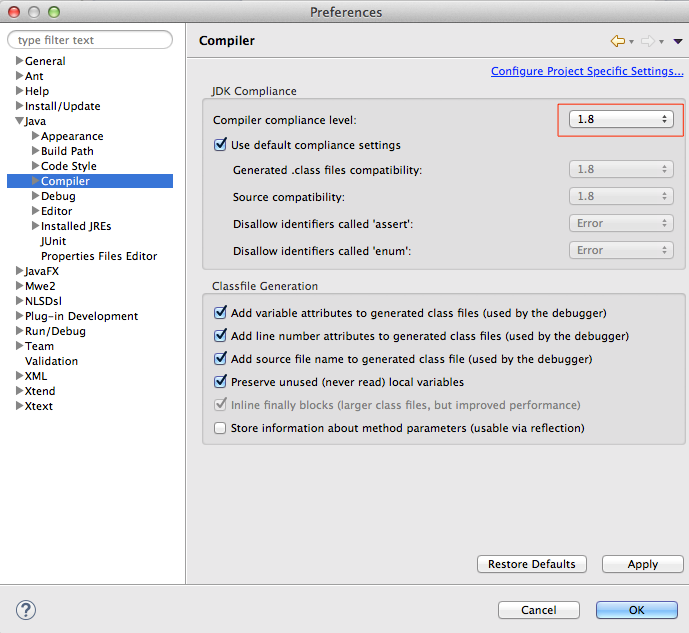 Preferences
type filter text
General
Ant
Help
Install/Update
Java
Appearance
Build Path
Code Style
Compiler
Debug
Editor
Installed JREs
JUnit
Properties Files Editor
JavaFX
Mwe2
NLSDsl
Plug-in Development
Run/Debug
Team
Validation
XML
Xtend
Xtext
Compiler
Configure Project Specific Settings...
JDK Compliance
Compiler compliance level: 1.8
Use default compliance settings
Generated .class files compatibility: 1.8
Source compatibility: 1.8
Disallow identifiers called 'assert': Error
Disallow identifiers called 'enum': Error
Classfile Generation
Add variable attributes to generated class files (used by the debugger)
Add line number attributes to generated class files (used by the debugger)
Add source file name to generated class file (used by the debugger)
Preserve unused (never read) local variables
Inline finally blocks (larger class files, but improved performance)
Store information about method parameters (usable via reflection)
Restore Defaults Apply
? Cancel OK